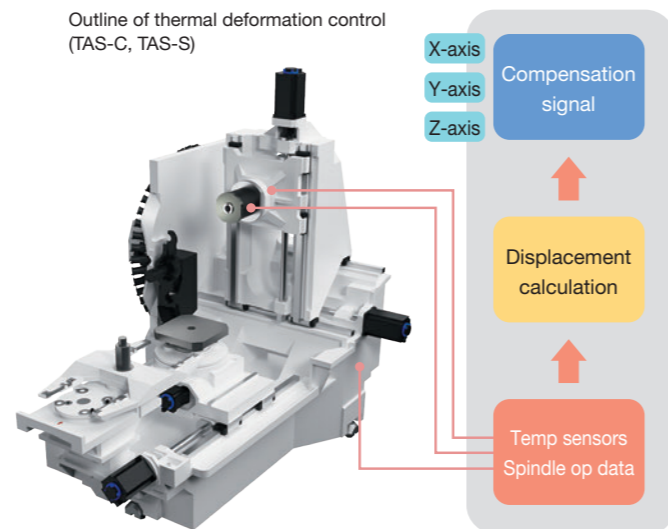 Outline of thermal deformation control
(TAS-C, TAS-S)
X-axis
Y-axis
Z-axis
Compensation
signal
Displacement
calculation
Temp sensors
Spindle op data